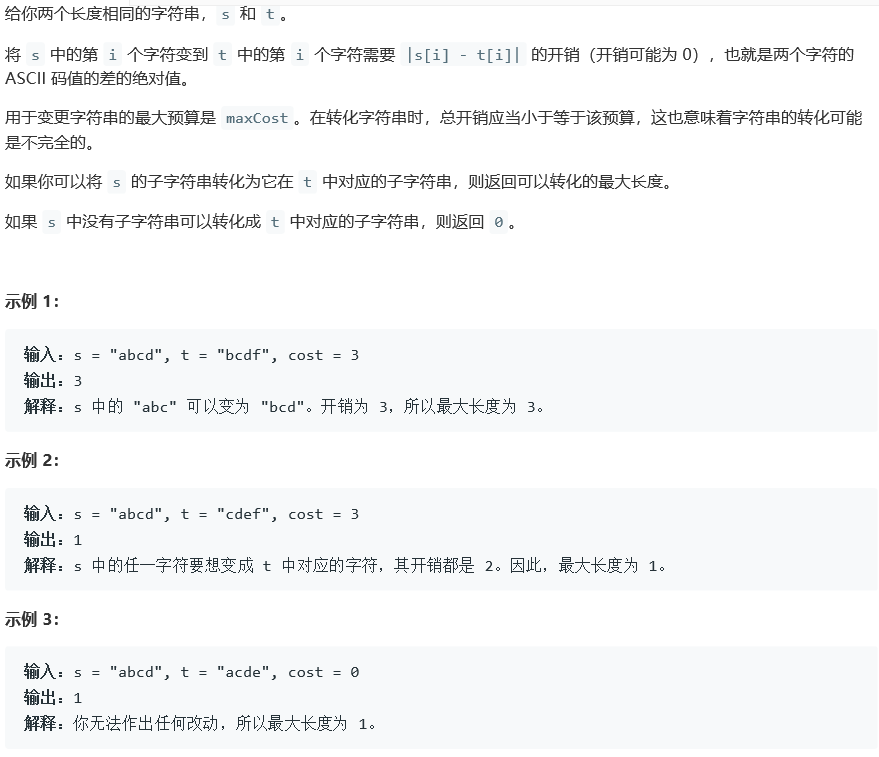 给你两个长度相同的字符串，s 和 t。
将 s 中的第 i 个字符变到 t 中的第 i 个字符需要 |s[i] - t[i]| 的开销（开销可能为 0），也就是两个字符的
ASCII 码值的差的绝对值。
用于变更字符串的最大预算是 maxCost。在转化字符串时，总开销应当小于等于该预算，这也意味着字符串的转化可能
是不完全的。
如果你可以将 s 的子字符串转化为它在 t 中对应的子字符串，则返回可以转化的最大长度。
如果 s 中没有子字符串可以转化成 t 中对应的子字符串，则返回 0。
示例 1：
输入：s = "abcd", t = "bcdf", cost = 3
输出：3
解释：s 中的 "abc" 可以变为 "bcd"。开销为 3，所以最大长度为 3。
示例 2：
输入：s = "abcd", t = "cdef", cost = 3
输出：1
解释：s 中的任一字符要想变成 t 中对应的字符，其开销都是 2。因此，最大长度为 1。
示例 3：
输入：s = "abcd", t = "acde", cost = 0
输出：1
解释：你无法作出任何改动，所以最大长度为 1。